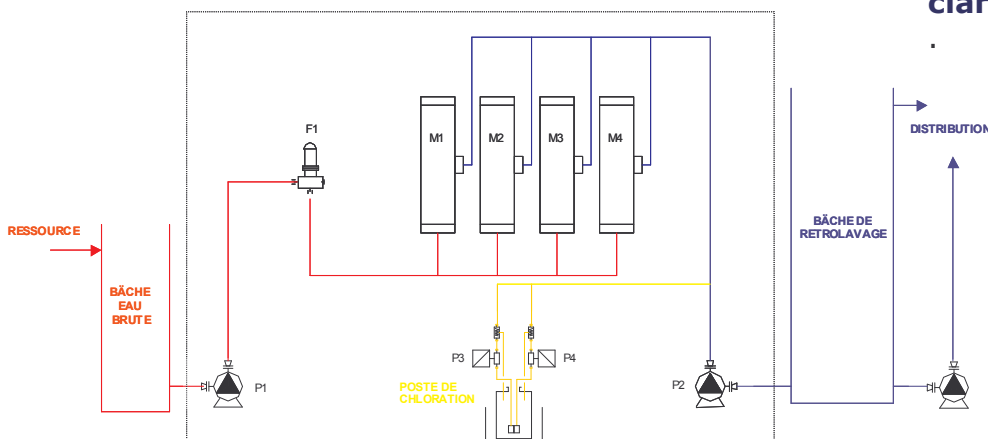 clar
.
F1
M1 M2 M3 M4
DISTRIBUTION
RESSOURCE
BÂCHE DE
RETROLAVAGE
BÂCHE
EAU
BRUTE
P3 P4
P1
P2
POSTE DE
CHLORATION